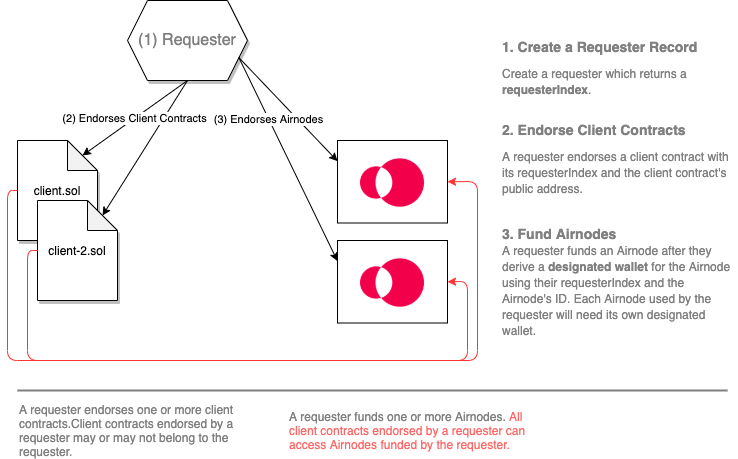 (1) Requester
(2) Endorses Client Contracts
(3) Endorses Airnodes
client.sol
client-2.sol
1. Create a Requester Record
Create a requester which returns a
requesterIndex.
2. Endorse Client Contracts
A requester endorses a client contract with
its requesterIndex and the client contract's
public address.
3. Fund Airnodes
A requester funds an Airnode after they
derive a designated wallet for the Airnode
using their requesterIndex and the
Airnode's ID. Each Airnode used by the
requester will need its own designated
wallet.
A requester endorses one or more client
contracts.Client contracts endorsed by a
requester may or may not belong to the
requester.
A requester funds one or more Airnodes. All
client contracts endorsed by a requester can
access Airnodes funded by the requester.